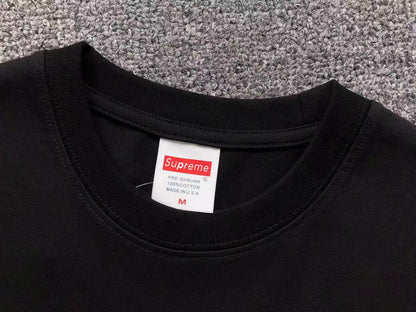 Supreme
®
PRE-SHRUNK
100% COTTON
MADE IN U.S.A
M